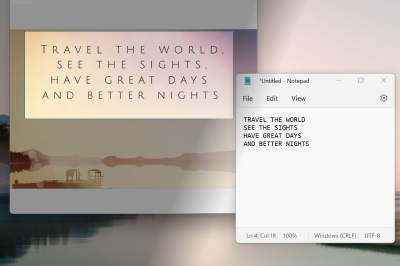 TRAVEL THE WORLD,
SEE THE SIGHTS,
HAVE GREAT DAYS
AND BETTER NIGHTS
*Untitled - Notepad
File Edit View
TRAVEL THE WORLD
SEE THE SIGHTS
HAVE GREAT DAYS
AND BETTER NIGHTS
Ln 4, Col 18 100% Windows (CRLF) UTF-8